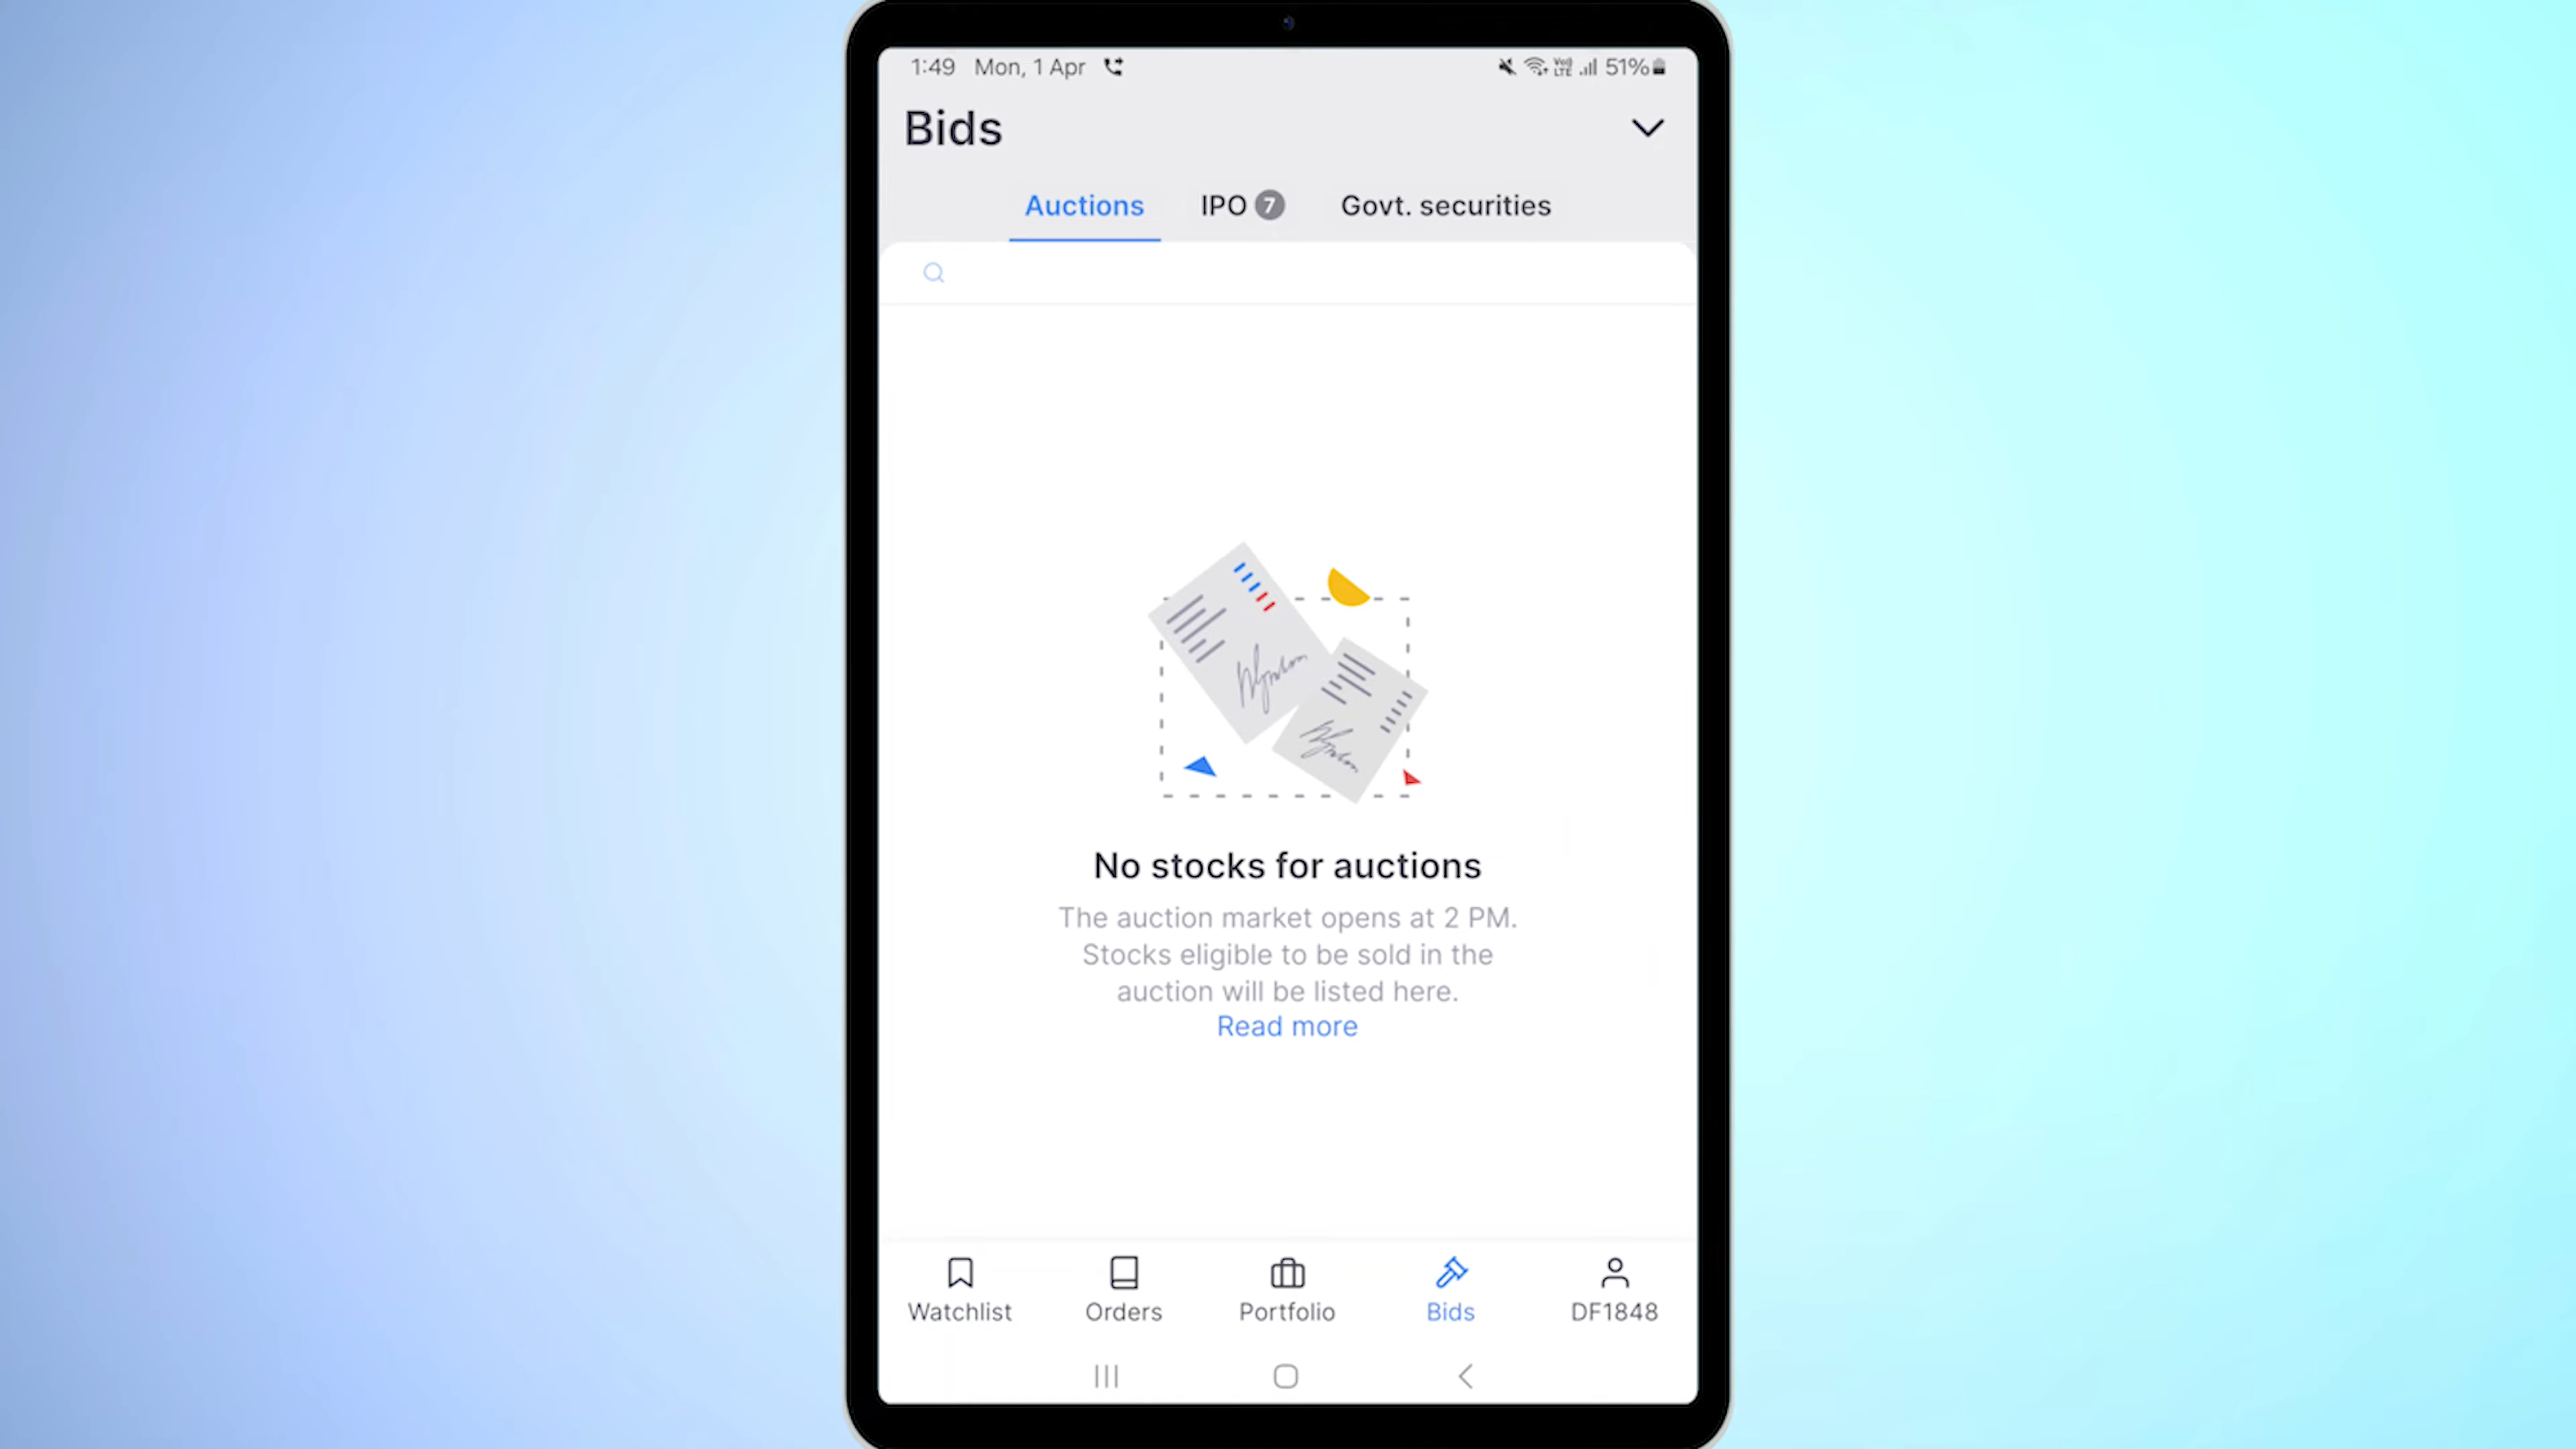 1:49 Mon, 1 Apr
51%
Bids
Auctions IPO 7 Govt. securities
No stocks for auctions
The auction market opens at 2 PM.
Stocks eligible to be sold in the
auction will be listed here.
Read more
Watchlist Orders Portfolio Bids DF1848